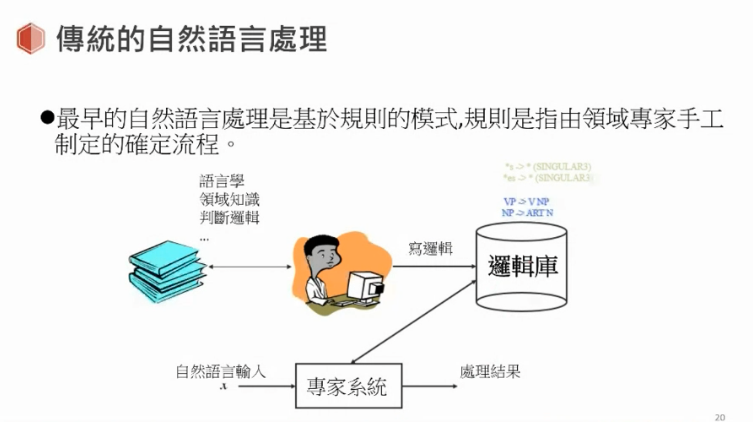 傳統的自然語言處理
●最早的自然語言處理是基於規則的模式,規則是指由領域專家手工
制定的確定流程。
語言學
領域知識
判斷邏輯
...
*s -> * (SINGULAR3)
*es -> * (SINGULAR3)
VP -> V NP
NP -> ART N
寫邏輯
邏輯庫
自然語言輸人
x
專家系統
處理結果
20